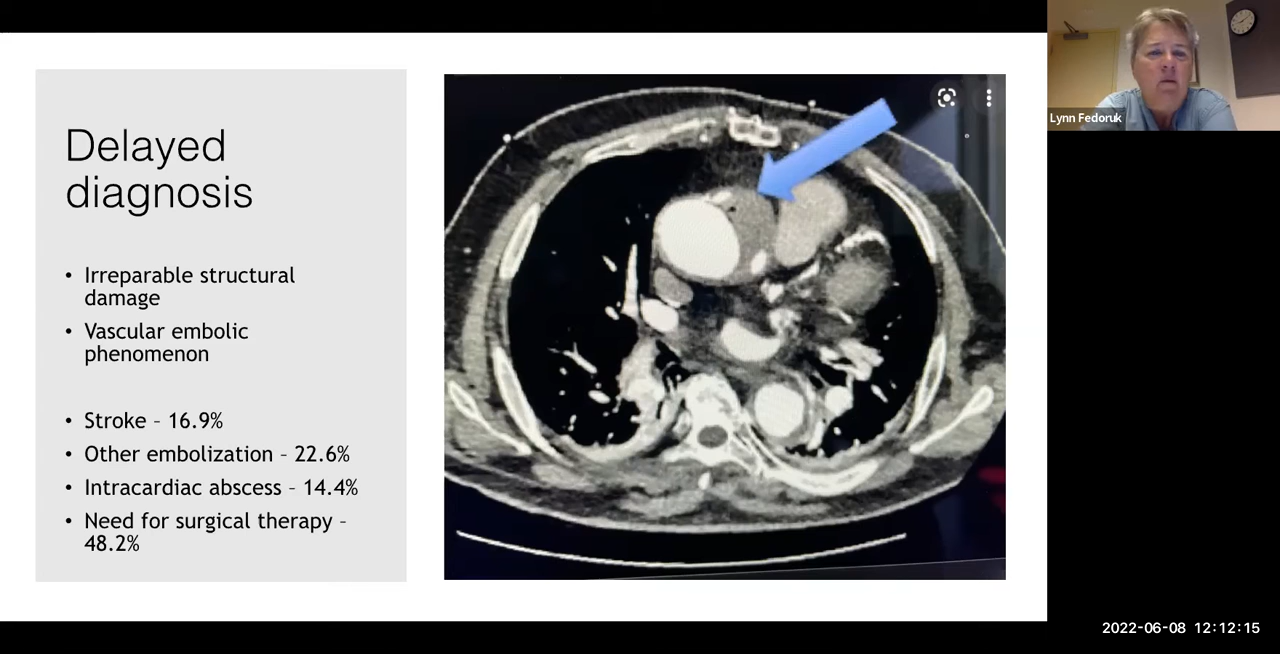 Delayed
diagnosis
• Irreparable structural
damage
• Vascular embolic
phenomenon
• Stroke – 16.9%
• Other embolization – 22.6%
• Intracardiac abscess – 14.4%
• Need for surgical therapy –
48.2%
Lynn Fedoruk
2022-06-08 12:12:15